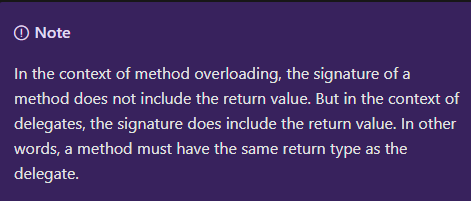 Note
In the context of method overloading, the signature of a
method does not include the return value. But in the context of
delegates, the signature does include the return value. In other
words, a method must have the same return type as the
delegate.